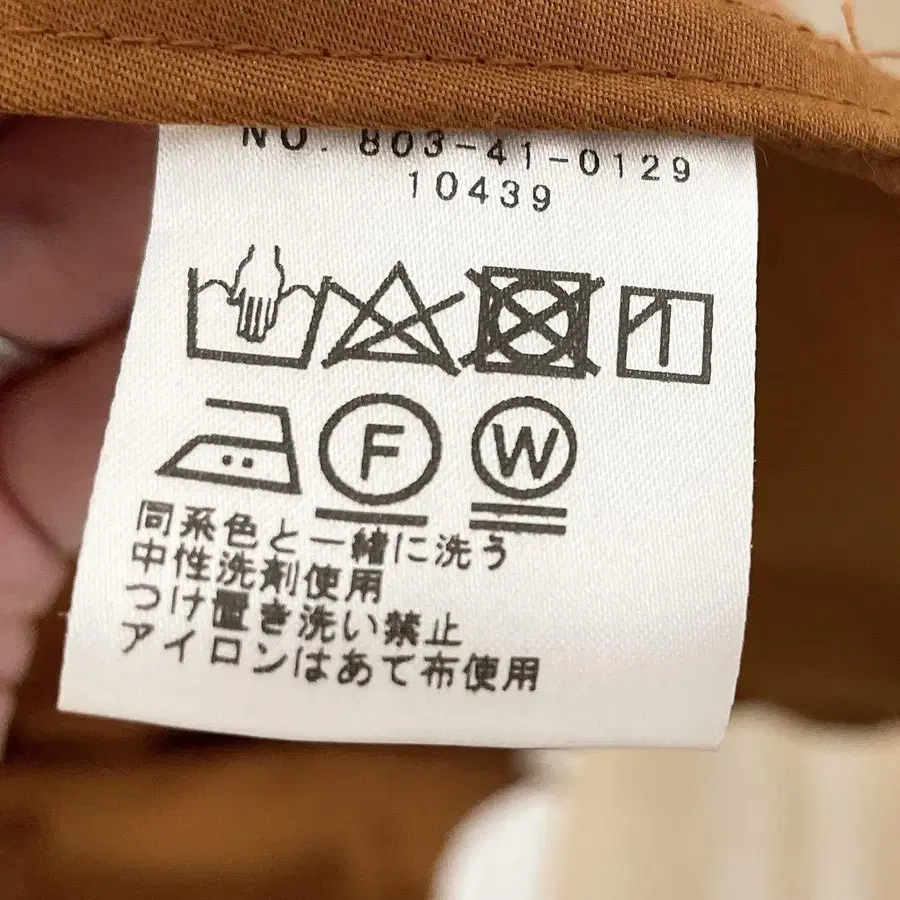 NO. 803-41-0129
10439
F W
同系色と一緒に洗う
中性洗剤使用
つけ置き洗い禁止
アイロンはあて布使用